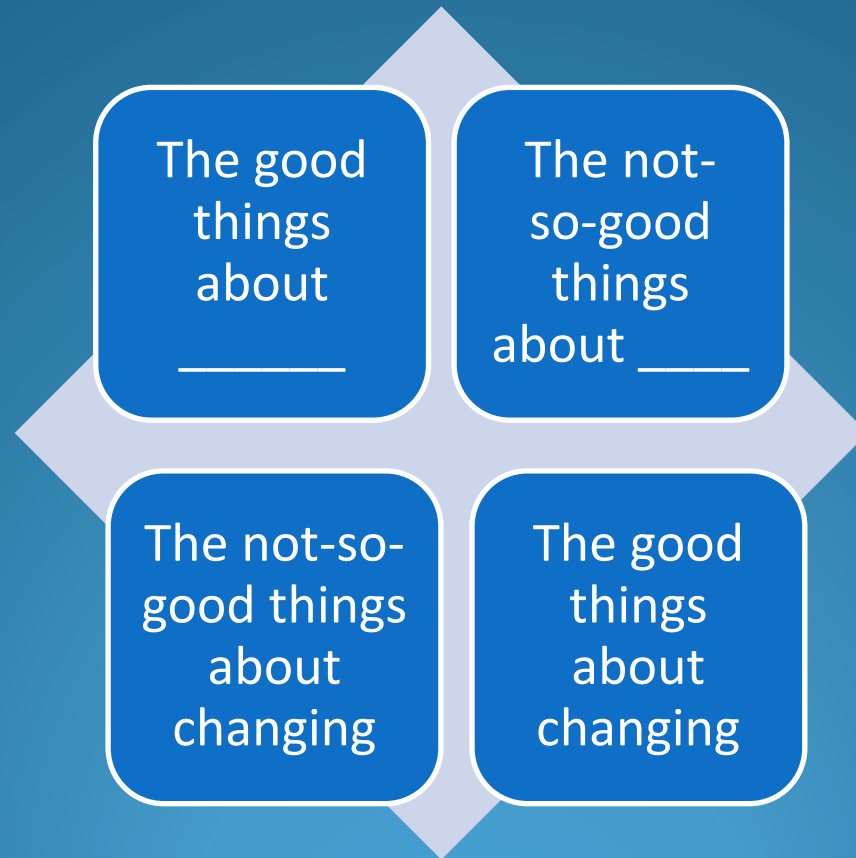 The good
things
about
______
The not-
so-good
things
about ____
The not-so-
good things
about
changing
The good
things
about
changing